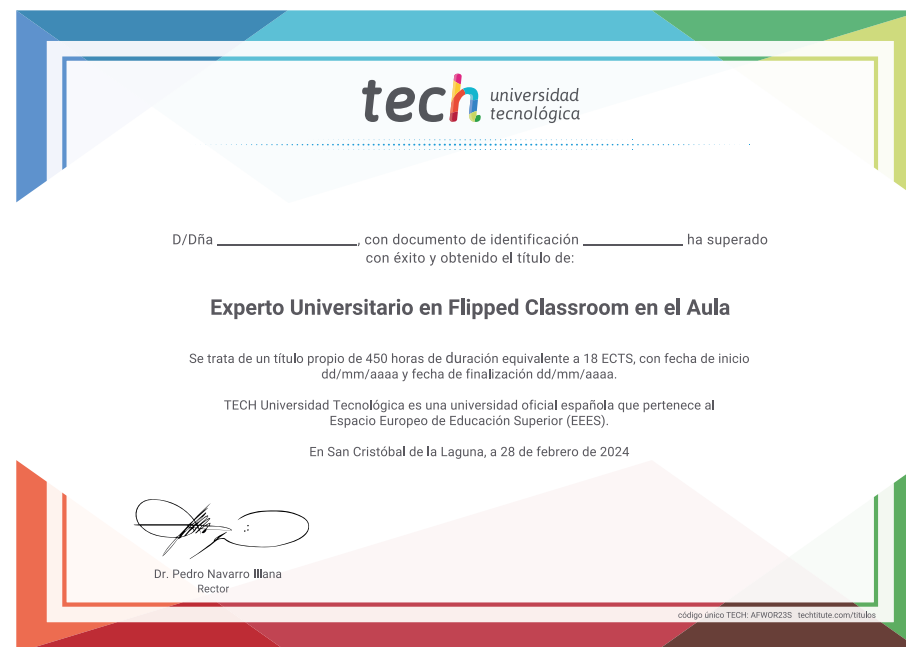 tech universidad
tecnológica
D/Dña ____________________, con documento de identificación ______________ ha superado
con éxito y obtenido el título de:
Experto Universitario en Flipped Classroom en el Aula
Se trata de un título propio de 450 horas de duración equivalente a 18 ECTS, con fecha de inicio
dd/mm/aaaa y fecha de finalización dd/mm/aaaa.
TECH Universidad Tecnológica es una universidad oficial española que pertenece al
Espacio Europeo de Educación Superior (EEES).
En San Cristóbal de la Laguna, a 28 de febrero de 2024
Dr. Pedro Navarro Illana
Rector
código único TECH: AFWOR23S techtitute.com/titulos